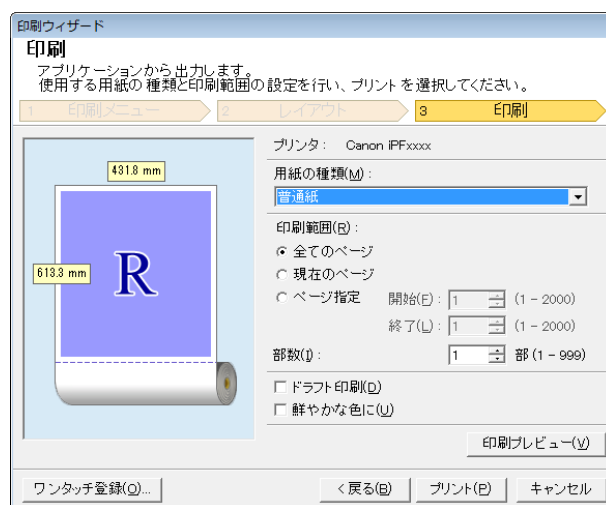 印刷ウィザード
印刷
アプリケーションから出力します。
使用する用紙の種類と印刷範囲の設定を行い、プリントを選択してください。
1 印刷メニュー 2 レイアウト 3 印刷
プリンタ： Canon iPFxxxx
431.8 mm
用紙の種類(M)：
普通紙
印刷範囲(R)：
全てのページ
613.3 mm
R
現在のページ
ページ指定 開始(F)： 1 (1 - 2000)
終了(L)： 1 (1 - 2000)
部数(I)： 1 部 (1 - 999)
ドラフト印刷(D)
鮮やかな色に(U)
印刷プレビュー(V)
ワンタッチ登録(O)... < 戻る(B) プリント(P) キャンセル